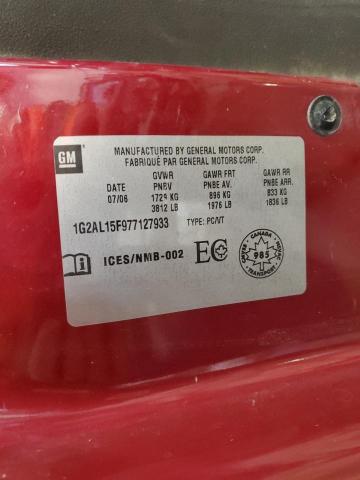 GM
MANUFACTURED BY GENERAL MOTORS CORP.
FABRIQUÉ PAR GENERAL MOTORS CORP.
GVWR GAWR FRT GAWR RR
DATE PNBV PNBE AV. PNBE ARR.
07/06 1729 KG 896 KG 833 KG
3812 LB 1976 LB 1836 LB
1G2AL15F977127933 TYPE: PC/VT
ICES/NMB-002 EC
CANADA
985
TRANSPORT